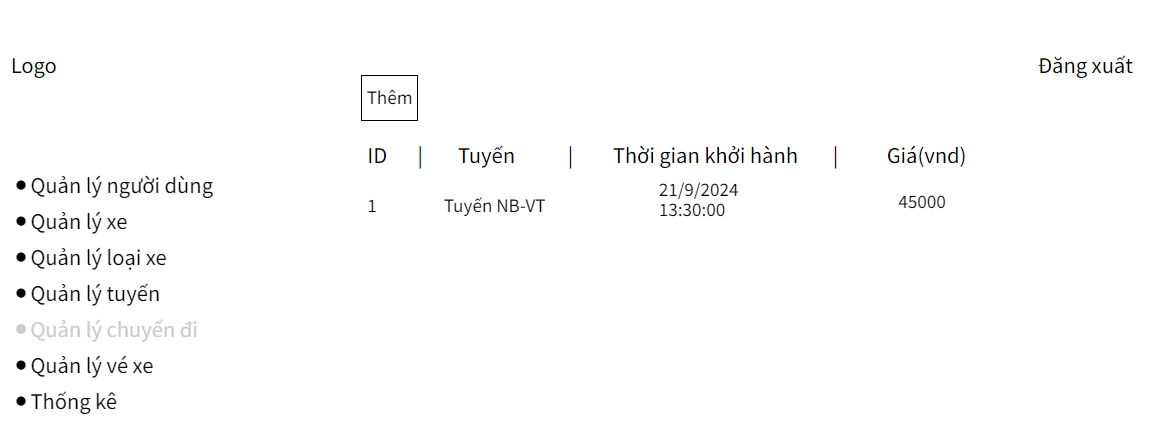 Logo
Đăng xuất
Thêm
ID | Tuyến | Thời gian khởi hành | Giá(vnd)
1 Tuyến NB-VT 21/9/2024 45000
13:30:00
Quản lý người dùng
Quản lý xe
Quản lý loại xe
Quản lý tuyến
Quản lý chuyến đi
Quản lý vé xe
Thống kê